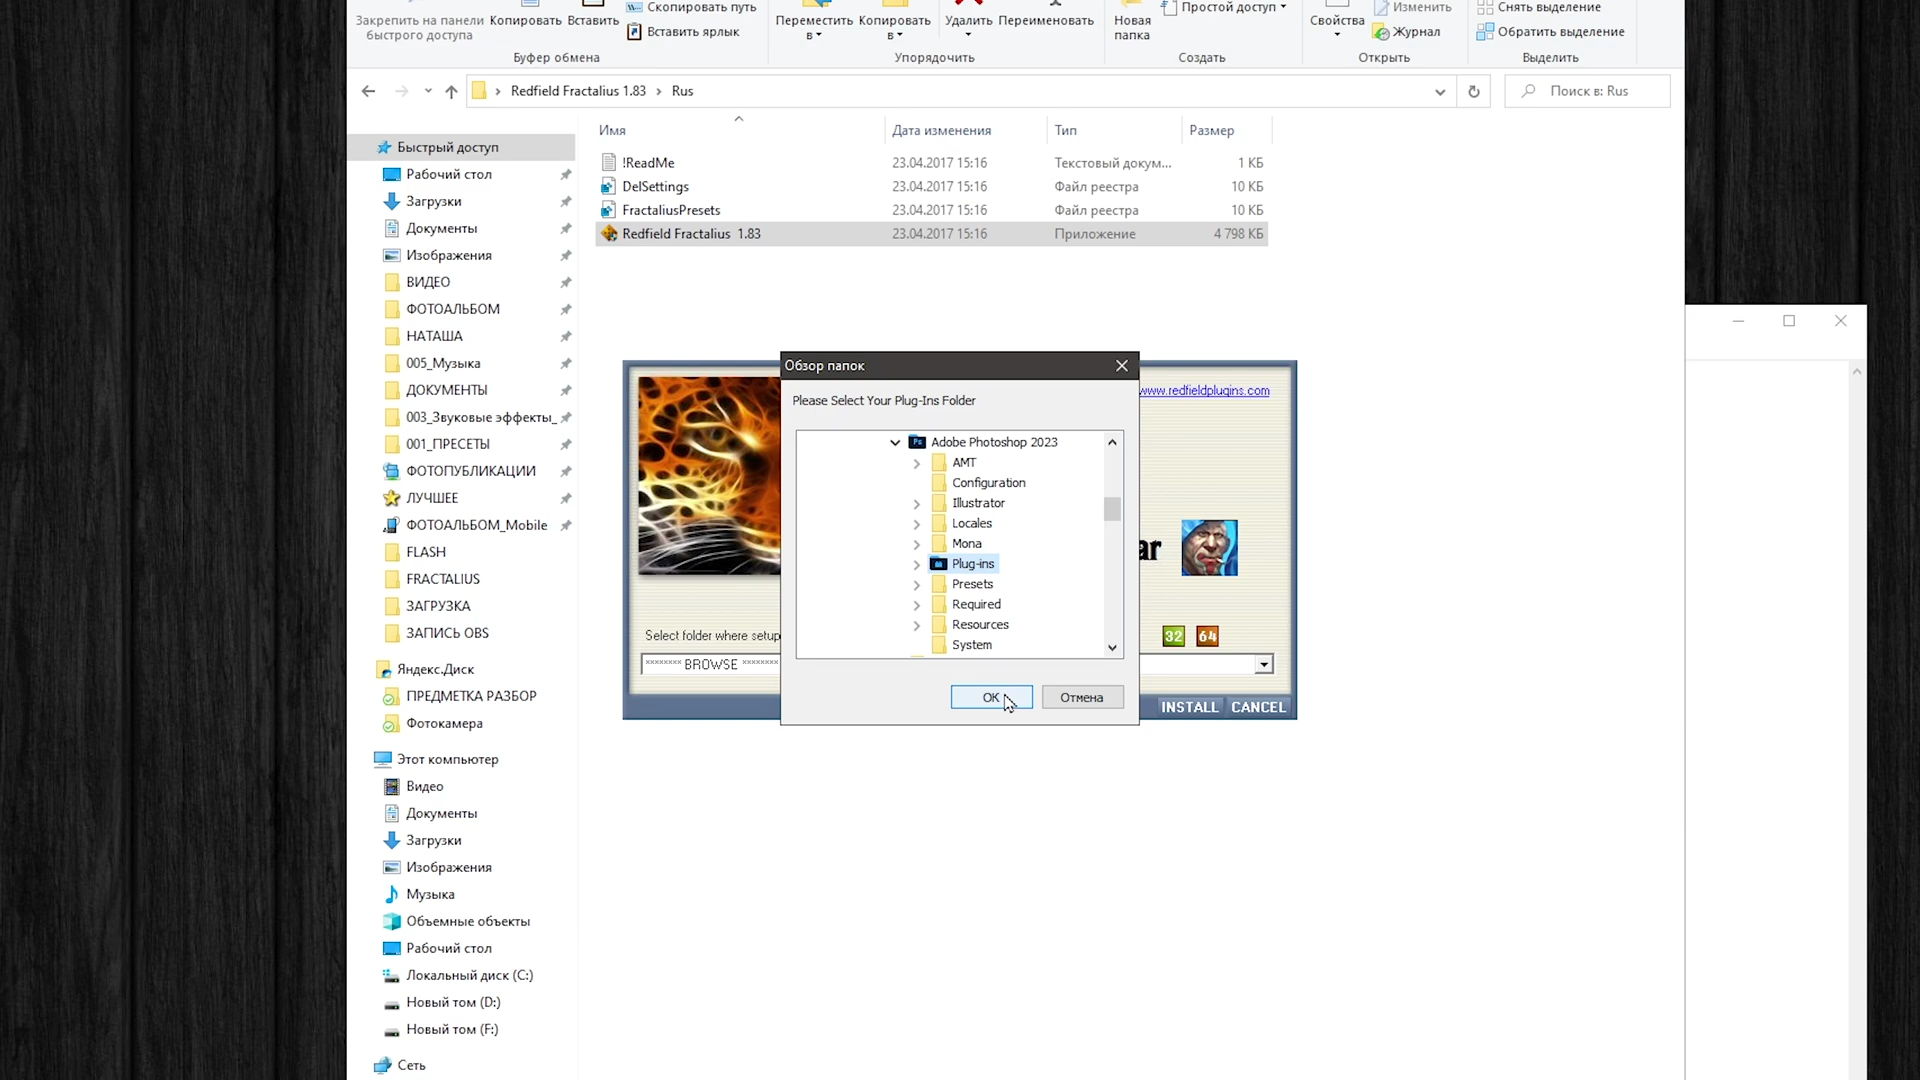 Закрепить на панели
быстрого доступа
Копировать
Вставить
Скопировать путь
Вставить ярлык
Буфер обмена
Переместить
в
Копировать
в
Удалить
Переименовать
Упорядочить
Новая
папка
Простой доступ
Создать
Свойства
Изменить
Журнал
Открыть
Снять выделение
Обратить выделение
Выделить
Redfield Fractalius 1.83 › Rus
Поиск в: Rus
Имя Дата изменения Тип Размер
!ReadMe 23.04.2017 15:16 Текстовый докум... 1 КБ
DelSettings 23.04.2017 15:16 Файл реестра 10 КБ
FractaliusPresets 23.04.2017 15:16 Файл реестра 10 КБ
Redfield Fractalius 1.83 23.04.2017 15:16 Приложение 4 798 КБ
Быстрый доступ
Рабочий стол
Загрузки
Документы
Изображения
ВИДЕО
ФОТОАЛЬБОМ
НАТАША
005_Музыка
ДОКУМЕНТЫ
003_Звуковые эффекты_
001_ПРЕСЕТЫ
ФОТОПУБЛИКАЦИИ
ЛУЧШЕЕ
ФОТОАЛЬБОМ_Mobile
FLASH
FRACTALIUS
ЗАГРУЗКА
ЗАПИСЬ OBS
Яндекс.Диск
ПРЕДМЕТКА РАЗБОР
Фотокамера
Этот компьютер
Видео
Документы
Загрузки
Изображения
Музыка
Объемные объекты
Рабочий стол
Локальный диск (C:)
Новый том (D:)
Новый том (F:)
Сеть
Обзор папок
Please Select Your Plug-Ins Folder
Adobe Photoshop 2023
AMT
Configuration
Illustrator
Locales
Mona
Plug-ins
Presets
Required
Resources
System
OK
Отмена
www.redfieldplugins.com
ar
Select folder where setup
32 64
******** BROWSE ********
INSTALL CANCEL